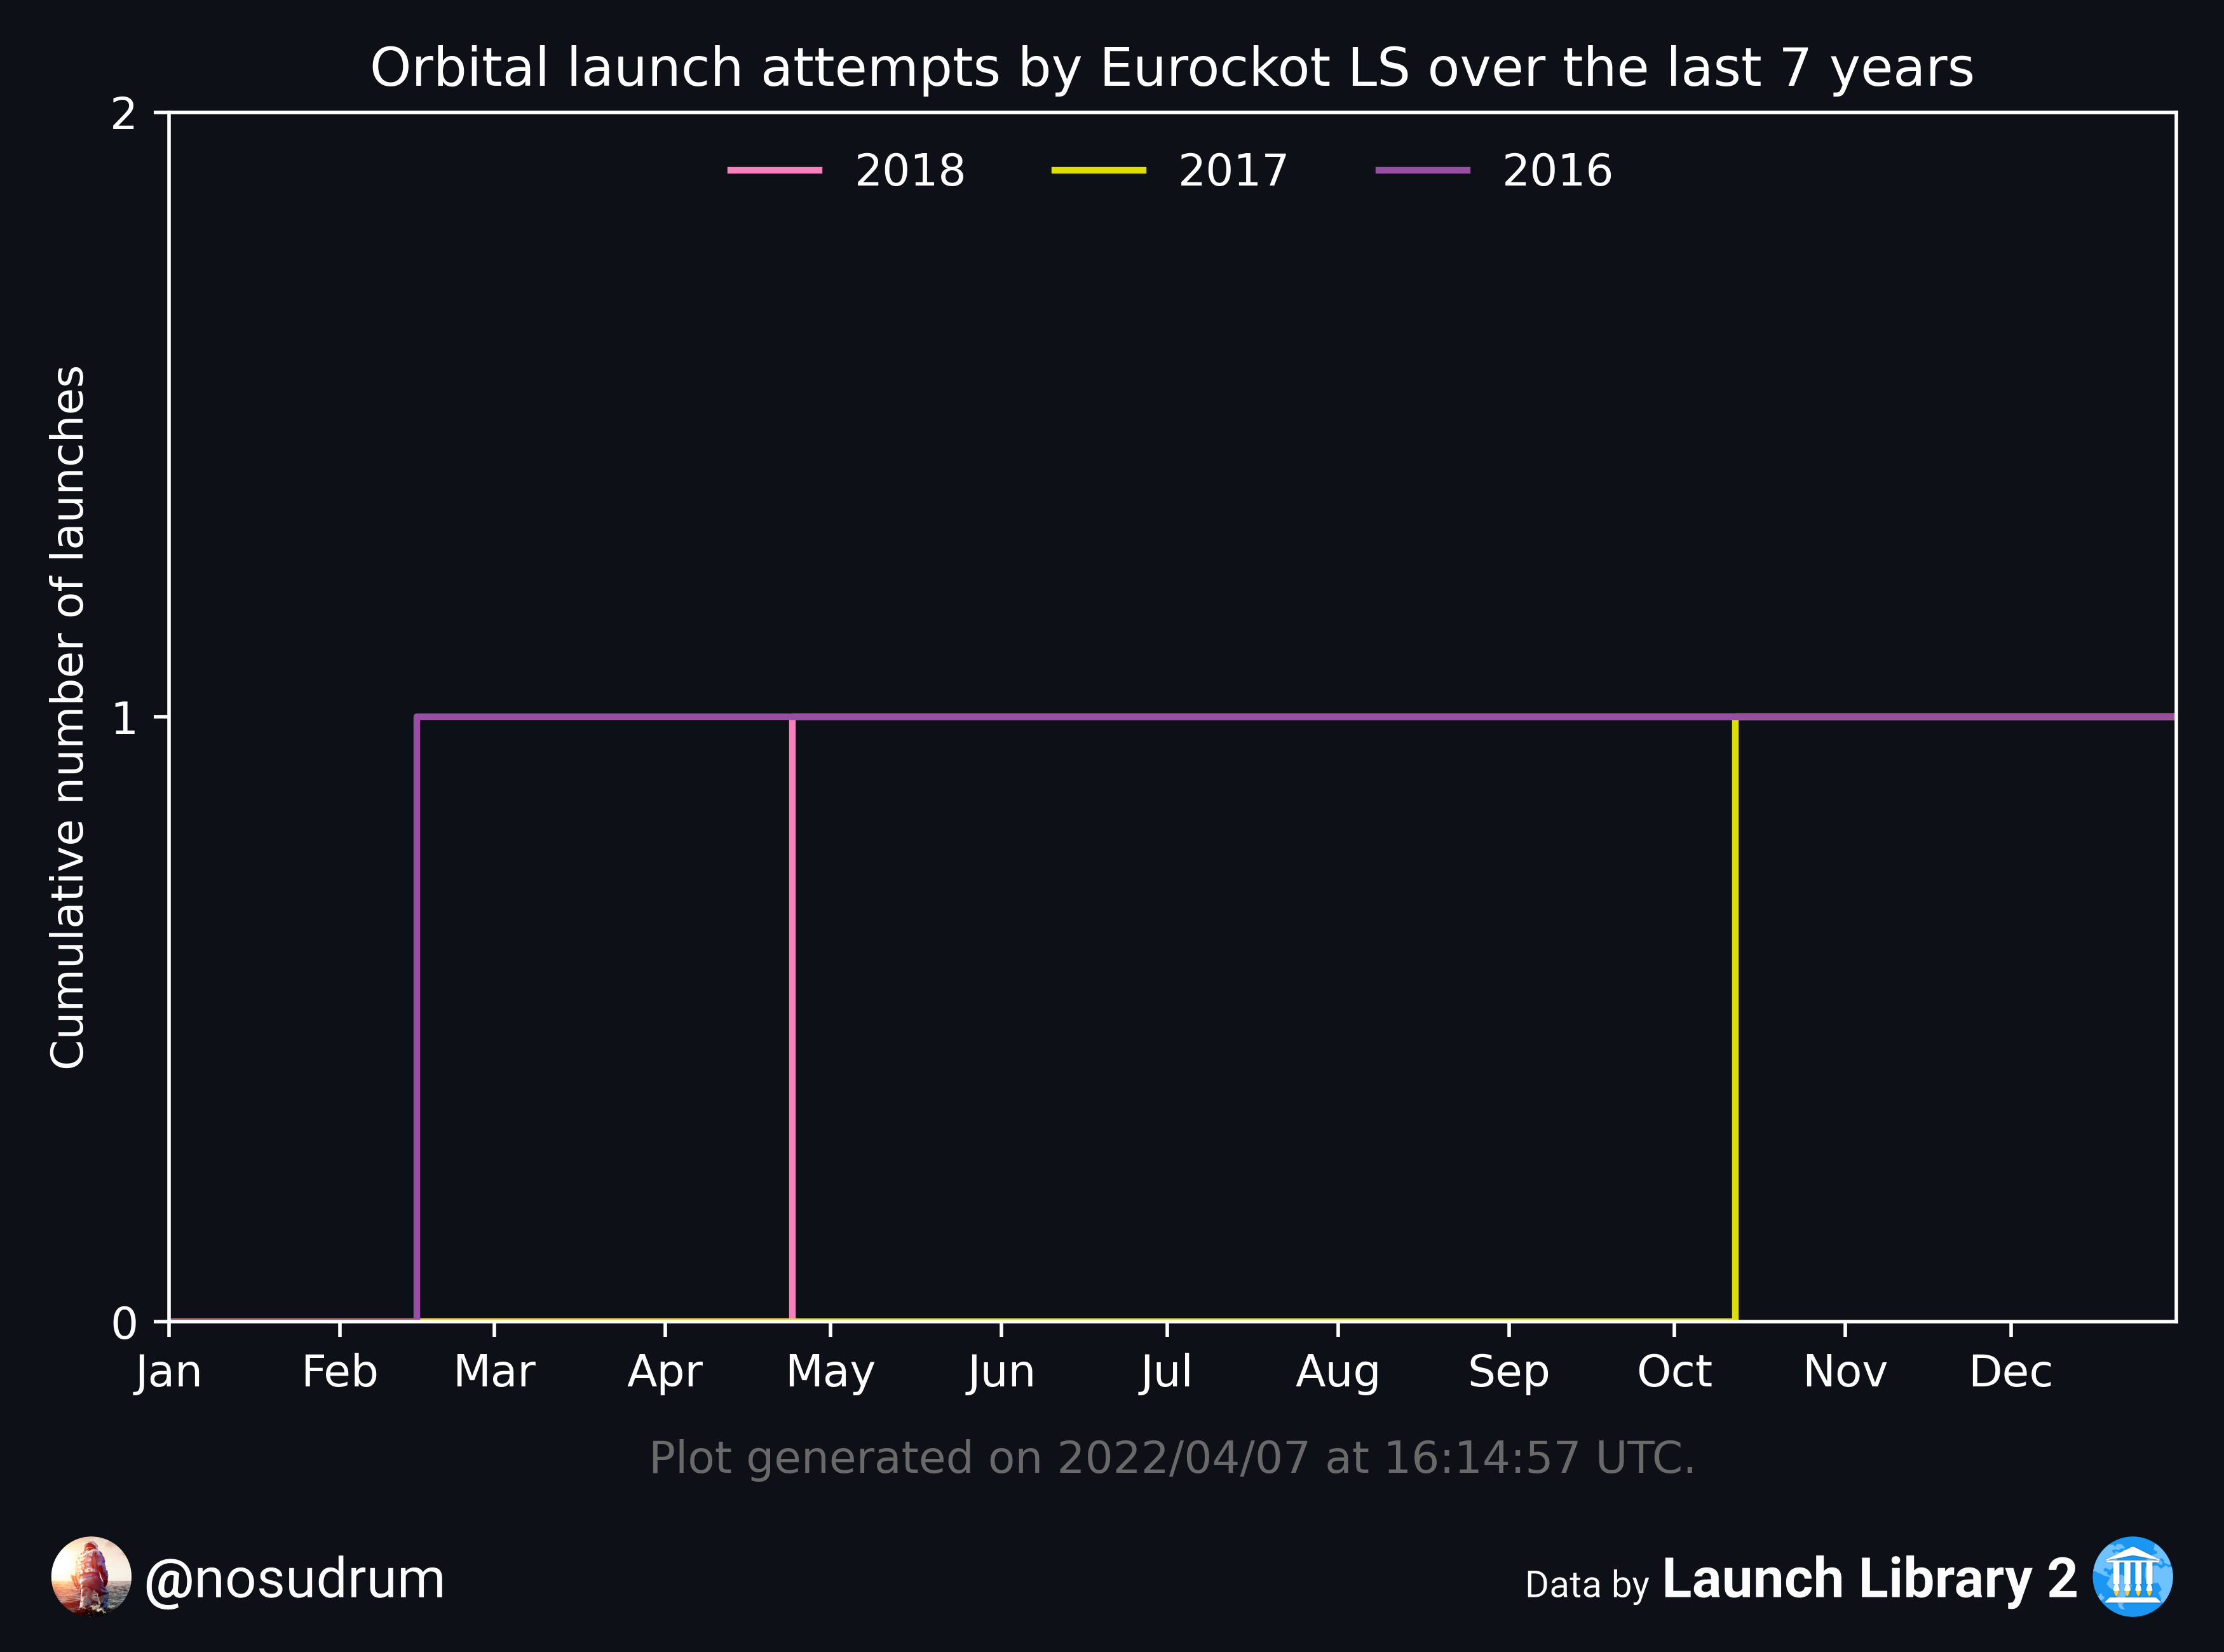 Orbital launch attempts by Eurockot LS over the last 7 years
2018 2017 2016
Cumulative number of launches
2
1
0
Jan Feb Mar Apr May Jun Jul Aug Sep Oct Nov Dec
Plot generated on 2022/04/07 at 16:14:57 UTC.
@nosudrum
Data by Launch Library 2